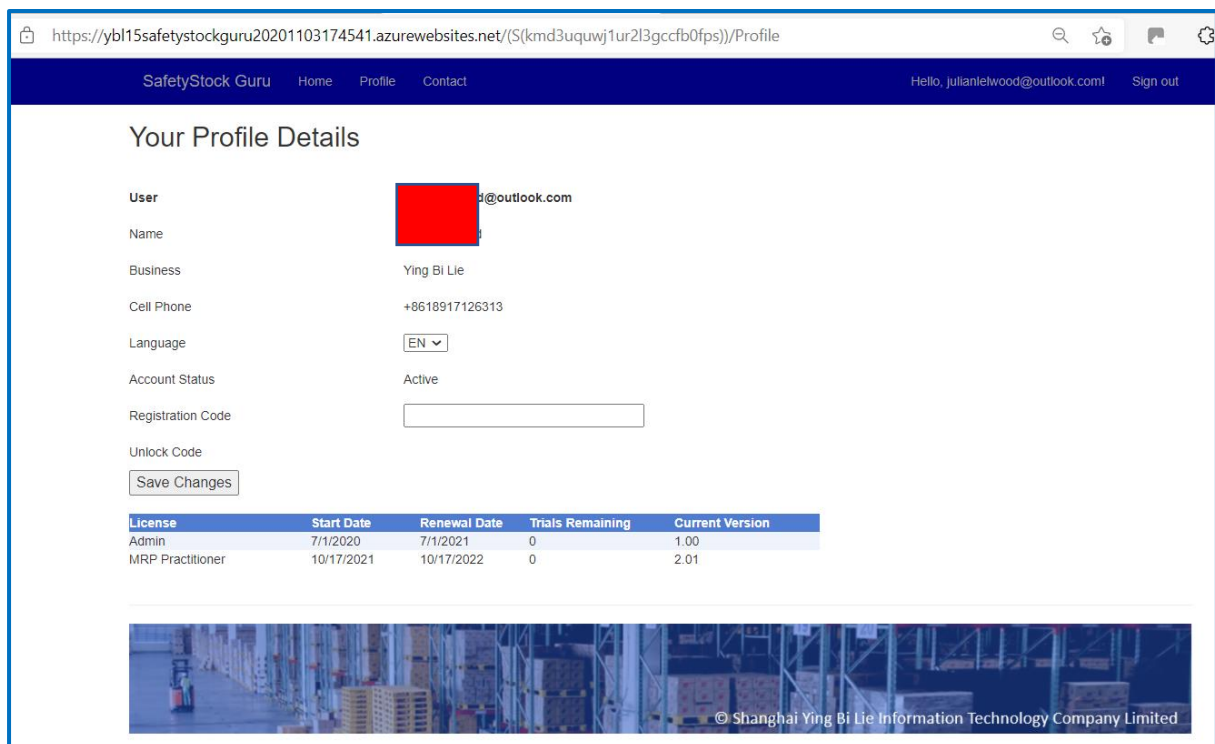 https://ybl15safetystockguru20201103174541.azurewebsites.net/(S(kmd3uquwj1ur2l3gccfb0fps))/Profile
SafetyStock Guru Home Profile Contact Hello, julianlelwood@outlook.com! Sign out
Your Profile Details
User d@outlook.com
Name
Business Ying Bi Lie
Cell Phone +8618917126313
Language EN
Account Status Active
Registration Code
Unlock Code
Save Changes
License Start Date Renewal Date Trials Remaining Current Version
Admin 7/1/2020 7/1/2021 0 1.00
MRP Practitioner 10/17/2021 10/17/2022 0 2.01
© Shanghai Ying Bi Lie Information Technology Company Limited